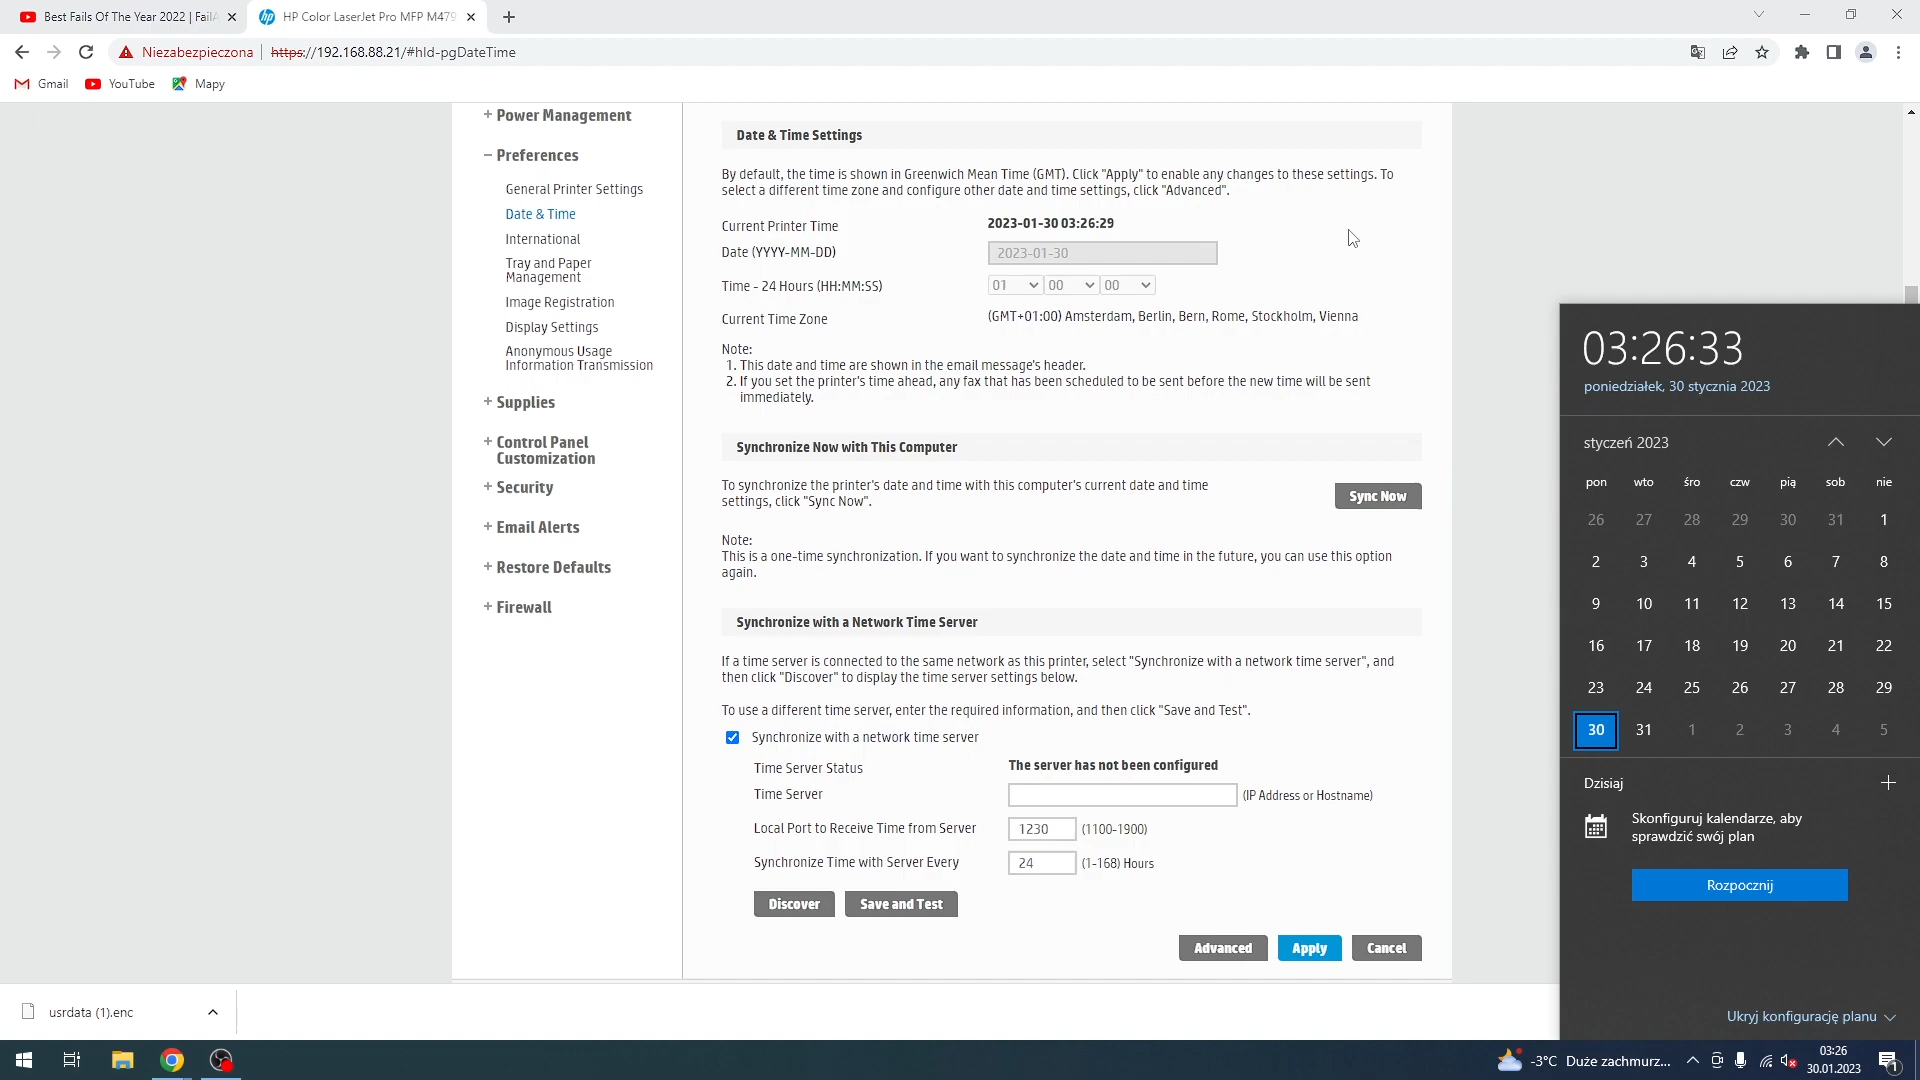 Best Fails Of The Year 2022 | FailA
HP Color LaserJet Pro MFP M479
Niezabezpieczona
https://192.168.88.21/#hId-pgDateTime
Gmail
YouTube
Mapy
+ Power Management
− Preferences
General Printer Settings
Date & Time
International
Tray and Paper
Management
Image Registration
Display Settings
Anonymous Usage
Information Transmission
+ Supplies
+ Control Panel
Customization
+ Security
+ Email Alerts
+ Restore Defaults
+ Firewall
Date & Time Settings
By default, the time is shown in Greenwich Mean Time (GMT). Click "Apply" to enable any changes to these settings. To
select a different time zone and configure other date and time settings, click "Advanced".
Current Printer Time 2023-01-30 03:26:29
Date (YYYY-MM-DD) 2023-01-30
Time - 24 Hours (HH:MM:SS) 01 00 00
Current Time Zone (GMT+01:00) Amsterdam, Berlin, Bern, Rome, Stockholm, Vienna
Note:
1. This date and time are shown in the email message's header.
2. If you set the printer's time ahead, any fax that has been scheduled to be sent before the new time will be sent
immediately.
Synchronize Now with This Computer
To synchronize the printer's date and time with this computer's current date and time
settings, click "Sync Now".
Sync Now
Note:
This is a one-time synchronization. If you want to synchronize the date and time in the future, you can use this option
again.
Synchronize with a Network Time Server
If a time server is connected to the same network as this printer, select "Synchronize with a network time server", and
then click "Discover" to display the time server settings below.
To use a different time server, enter the required information, and then click "Save and Test".
Synchronize with a network time server
Time Server Status The server has not been configured
Time Server (IP Address or Hostname)
Local Port to Receive Time from Server 1230 (1100-1900)
Synchronize Time with Server Every 24 (1-168) Hours
Discover Save and Test
Advanced Apply Cancel
03:26:33
poniedziałek, 30 stycznia 2023
styczeń 2023
pon wto śro czw pią sob nie
26 27 28 29 30 31 1
2 3 4 5 6 7 8
9 10 11 12 13 14 15
16 17 18 19 20 21 22
23 24 25 26 27 28 29
30 31 1 2 3 4 5
Dzisiaj
Skonfiguruj kalendarze, aby
sprawdzić swój plan
Rozpocznij
Ukryj konfigurację planu
usrdata (1).enc
-3°C Duże zachmurz...
03:26
30.01.2023
1